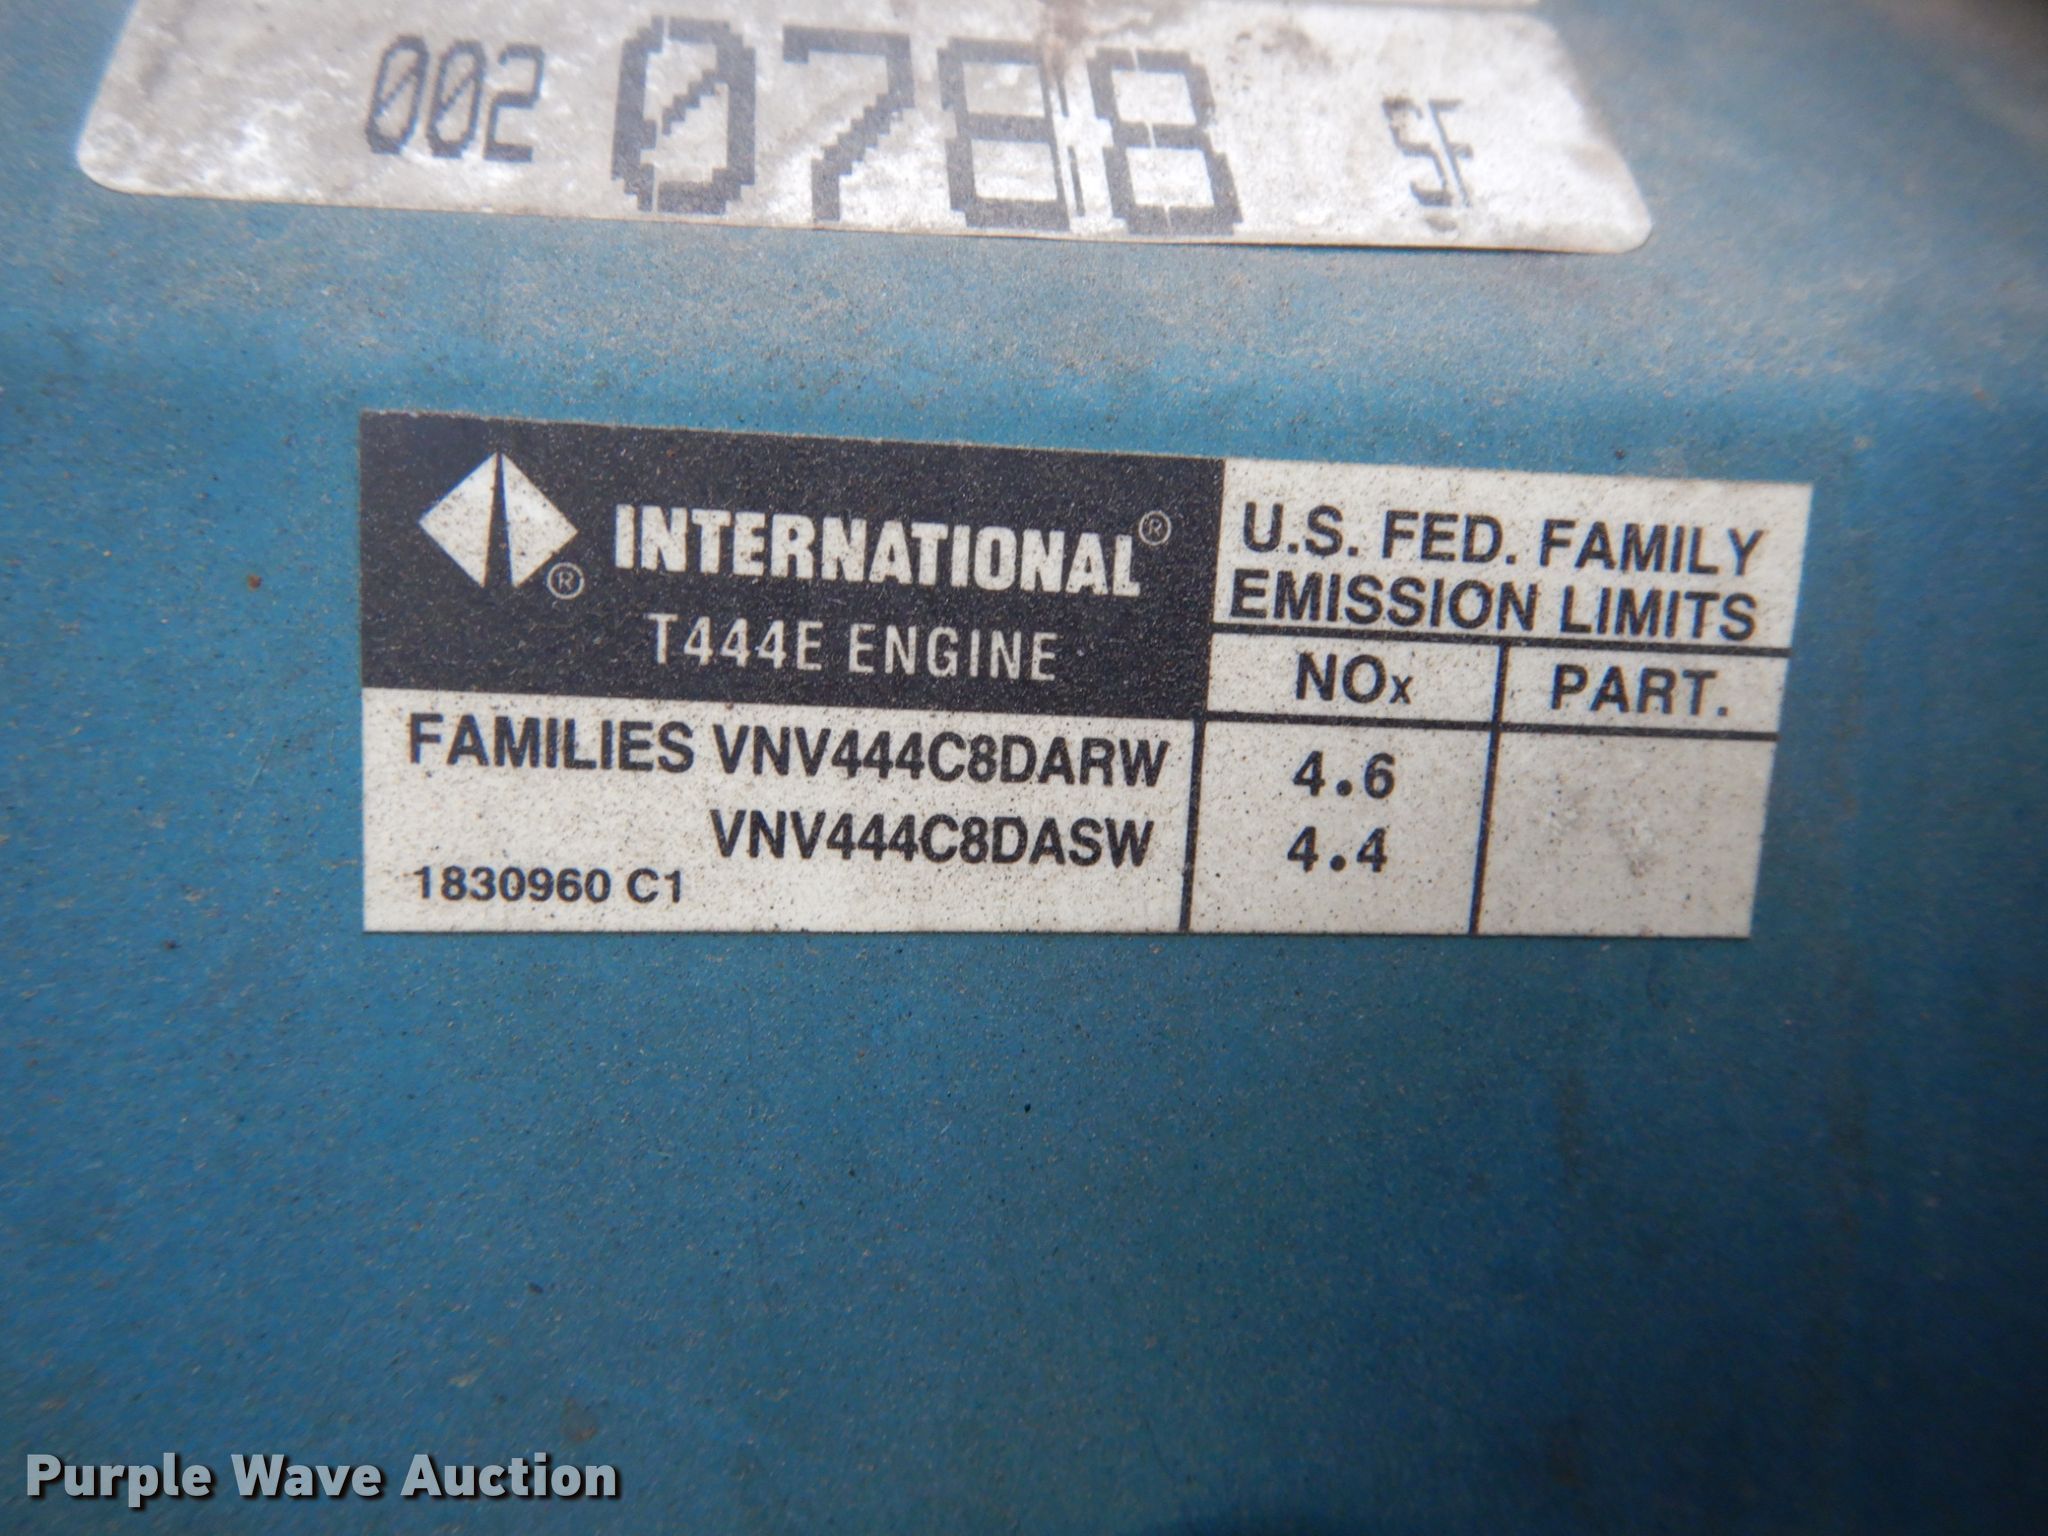 002 0788 SF
INTERNATIONAL®
®
T444E ENGINE
U.S. FED. FAMILY
EMISSION LIMITS
NOx PART.
FAMILIES VNV444C8DARW 4.6
VNV444C8DASW 4.4
1830960 C1
Purple Wave Auction